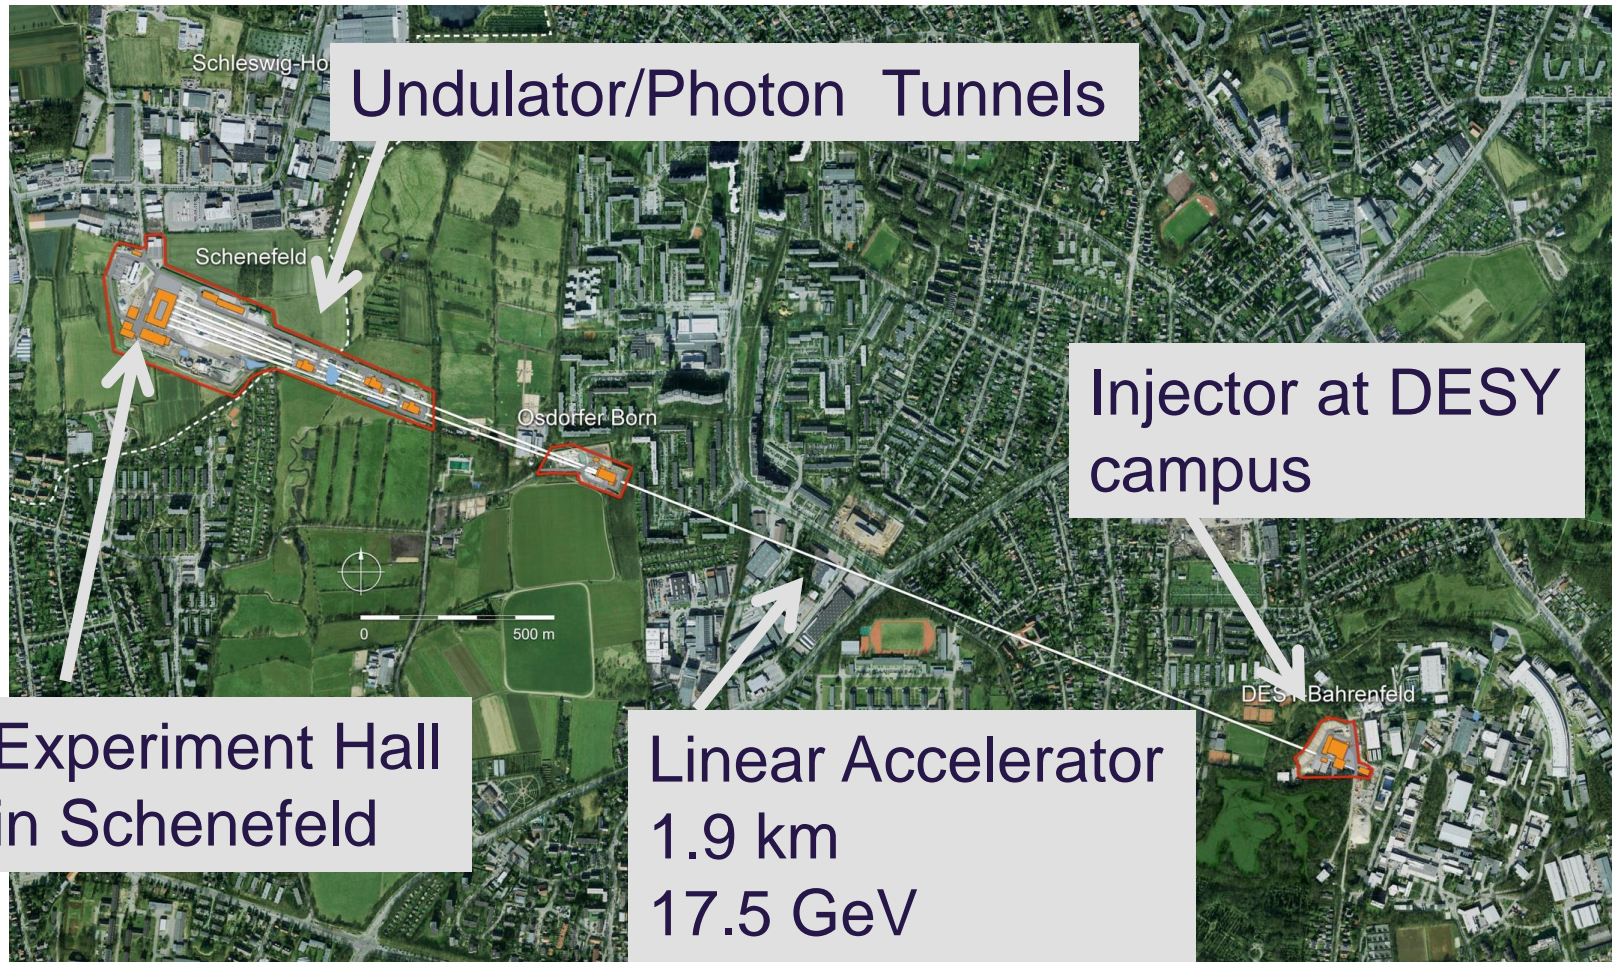 Schleswig-Ho
Undulator/Photon Tunnels
Schenefeld
Injector at DESY
campus
Osdorfer Born
0
500 m
DESY-Bahrenfeld
Experiment Hall
in Schenefeld
Linear Accelerator
1.9 km
17.5 GeV